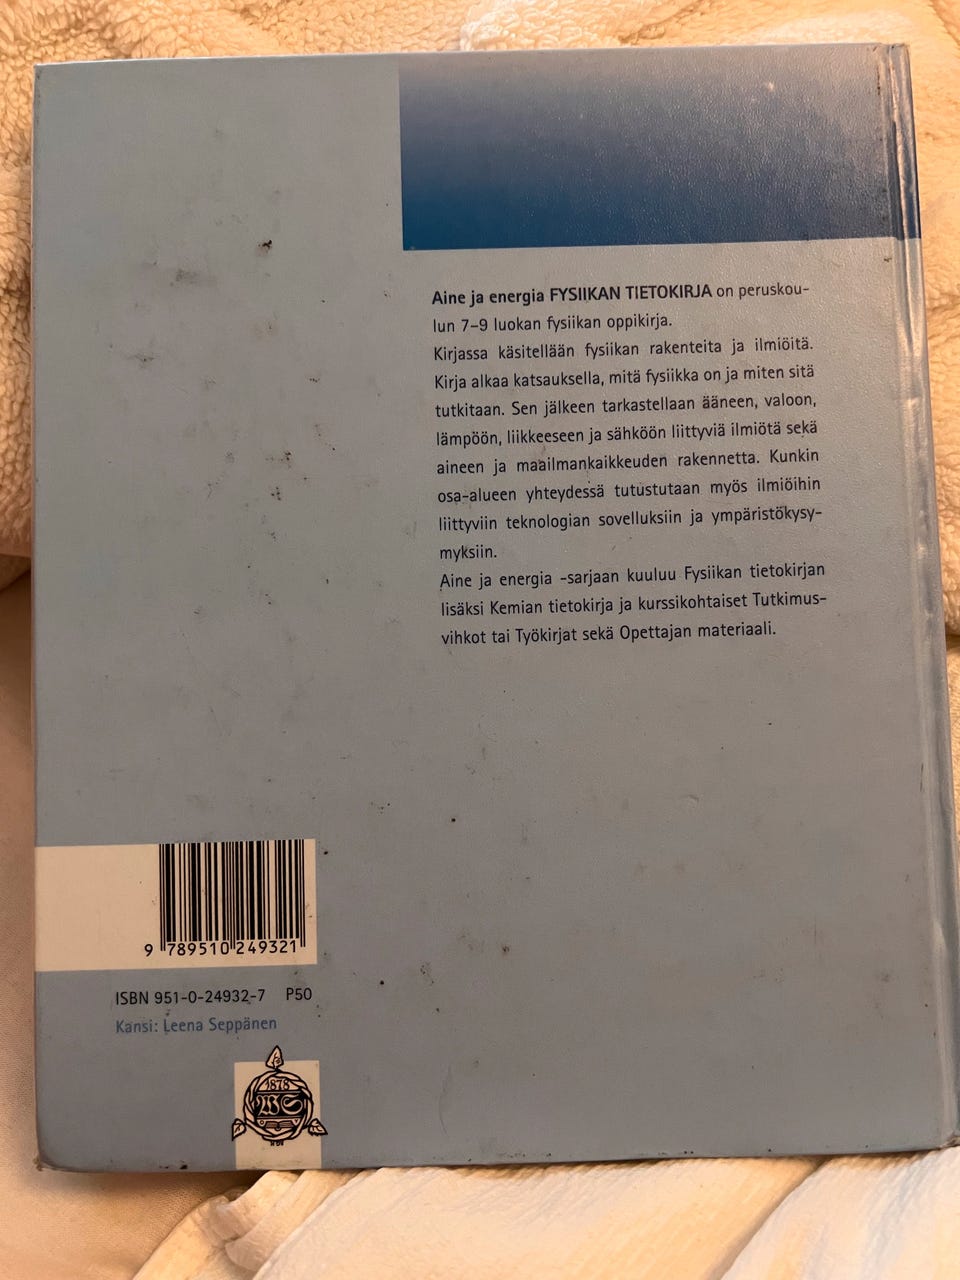 Aine ja energia FYSIIKAN TIETOKIRJA on peruskou-
lun 7-9 luokan fysiikan oppikirja.
Kirjassa käsitellään fysiikan rakenteita ja ilmiöitä.
Kirja alkaa katsauksella, mitä fysiikka on ja miten sitä
tutkitaan. Sen jälkeen tarkastellaan ääneen, valoon,
lämpöön, liikkeeseen ja sähköön liittyviä ilmiötä sekä
aineen ja maailmankaikkeuden rakennetta. Kunkin
osa-alueen yhteydessä tutustutaan myös ilmiöihin
liittyviin teknologian sovelluksiin ja ympäristökysy-
myksiin.
Aine ja energia -sarjaan kuuluu Fysiikan tietokirjan
lisäksi Kemian tietokirja ja kurssikohtaiset Tutkimus-
vihkot tai Työkirjat sekä Opettajan materiaali.
9 789510 249321
ISBN 951-0-24932-7 P50
Kansi: Leena Seppänen
1878
WS